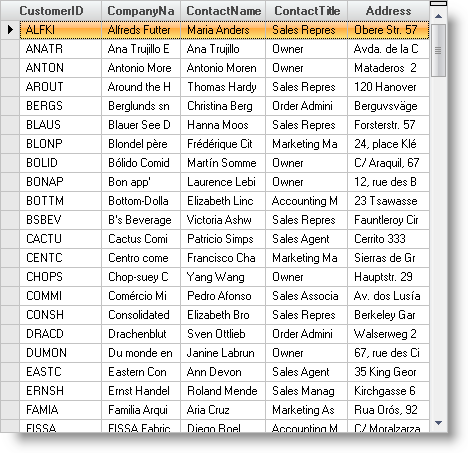 CustomerID CompanyNa ContactName ContactTitle Address
ALFKI Alfreds Futter Maria Anders Sales Repres Obere Str. 57
ANATR Ana Trujillo E Ana Trujillo Owner Avda. de la C
ANTON Antonio More Antonio Moren Owner Mataderos 2
AROUT Around the H Thomas Hardy Sales Repres 120 Hanover
BERGS Berglunds sn Christina Berg Order Admini Berguvsväge
BLAUS Blauer See D Hanna Moos Sales Repres Forsterstr. 57
BLONP Blondel père Frédérique Cit Marketing Ma 24, place Klé
BOLID Bólido Comid Martín Somme Owner C/ Araquil, 67
BONAP Bon app' Laurence Lebi Owner 12, rue des B
BOTTM Bottom-Dolla Elizabeth Linc Accounting M 23 Tsawasse
BSBEV B's Beverage Victoria Ashw Sales Repres Fauntleroy Cir
CACTU Cactus Comi Patricio Simps Sales Agent Cerrito 333
CENTC Centro comer Francisco Cha Marketing Ma Sierras de Gr
CHOPS Chop-suey C Yang Wang Owner Hauptstr. 29
COMMI Comércio Mi Pedro Afonso Sales Associa Av. dos Lusía
CONSH Consolidated Elizabeth Bro Sales Repres Berkeley Gar
DRACD Drachenblut Sven Ottlieb Order Admini Walserweg 2
DUMON Du monde en Janine Labrun Owner 67, rue des Ci
EASTC Eastern Con Ann Devon Sales Agent 35 King Geor
ERNSH Ernst Handel Roland Mende Sales Manag Kirchgasse 6
FAMIA Familia Arqui Aria Cruz Marketing As Rua Orós, 92
FISSA FISSA Fabric Diego Roel Accounting M C/ Moralzarza